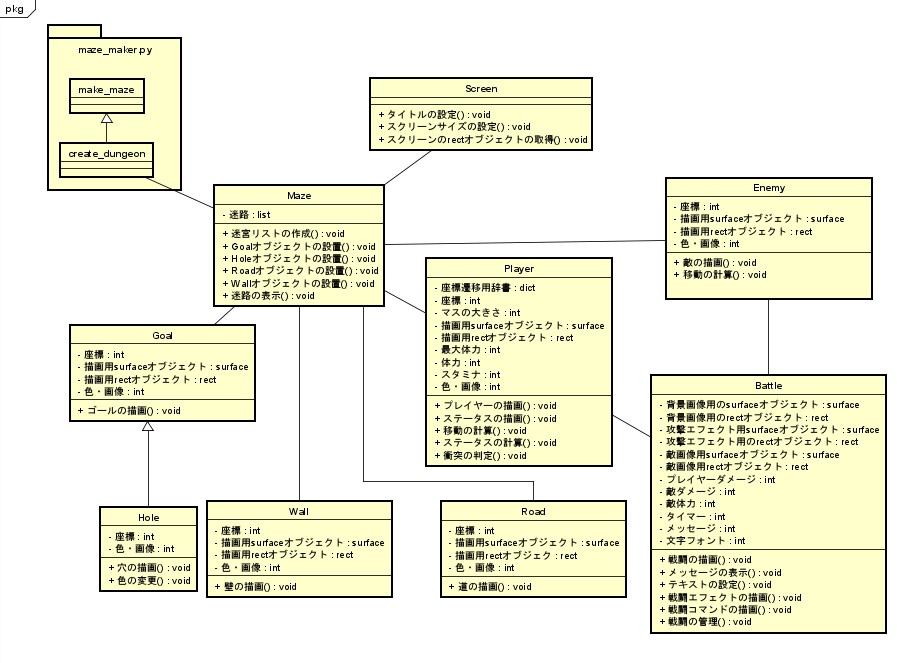 pkg
maze_maker.py
make_maze
create_dungeon
Screen
+ タイトルの設定() : void
+ スクリーンサイズの設定() : void
+ スクリーンのrectオブジェクトの取得() : void
Maze
- 迷路 : list
+ 迷宮リストの作成() : void
+ Goalオブジェクトの設置() : void
+ Holeオブジェクトの設置() : void
+ Roadオブジェクトの設置() : void
+ Wallオブジェクトの設置() : void
+ 迷路の表示() : void
Enemy
- 座標 : int
- 描画用surfaceオブジェクト : surface
- 描画用rectオブジェクト : rect
- 色・画像 : int
+ 敵の描画() : void
+ 移動の計算() : void
Player
- 座標遷移用辞書 : dict
- 座標 : int
- マスの大きさ : int
- 描画用surfaceオブジェクト : surface
- 描画用rectオブジェクト : rect
- 最大体力 : int
- 体力 : int
- スタミナ : int
- 色・画像 : int
+ プレイヤーの描画() : void
+ ステータスの描画() : void
+ 移動の計算() : void
+ ステータスの計算() : void
+ 衝突の判定() : void
Goal
- 座標 : int
- 描画用surfaceオブジェクト : surface
- 描画用rectオブジェクト : rect
- 色・画像 : int
+ ゴールの描画() : void
Battle
- 背景画像用のsurfaceオブジェクト : surface
- 背景画像用のrectオブジェクト : rect
- 攻撃エフェクト用surfaceオブジェクト : surface
- 攻撃エフェクト用のrectオブジェクト : rect
- 敵画像用surfaceオブジェクト : surface
- 敵画像用rectオブジェクト : rect
- プレイヤーダメージ : int
- 敵ダメージ : int
- 敵体力 : int
- タイマー : int
- メッセージ : int
- 文字フォント : int
+ 戦闘の描画() : void
+ メッセージの表示() : void
+ テキストの設定() : void
+ 戦闘エフェクトの描画() : void
+ 戦闘コマンドの描画() : void
+ 戦闘の管理() : void
Hole
- 座標 : int
- 色・画像 : int
+ 穴の描画() : void
+ 色の変更() : void
Wall
- 座標 : int
- 描画用surfaceオブジェクト : surface
- 描画用rectオブジェクト : rect
- 色・画像 : int
+ 壁の描画() : void
Road
- 座標 : int
- 描画用surfaceオブジェクト : surface
- 描画用rectオブジェク : rect
- 色・画像 : int
+ 道の描画() : void